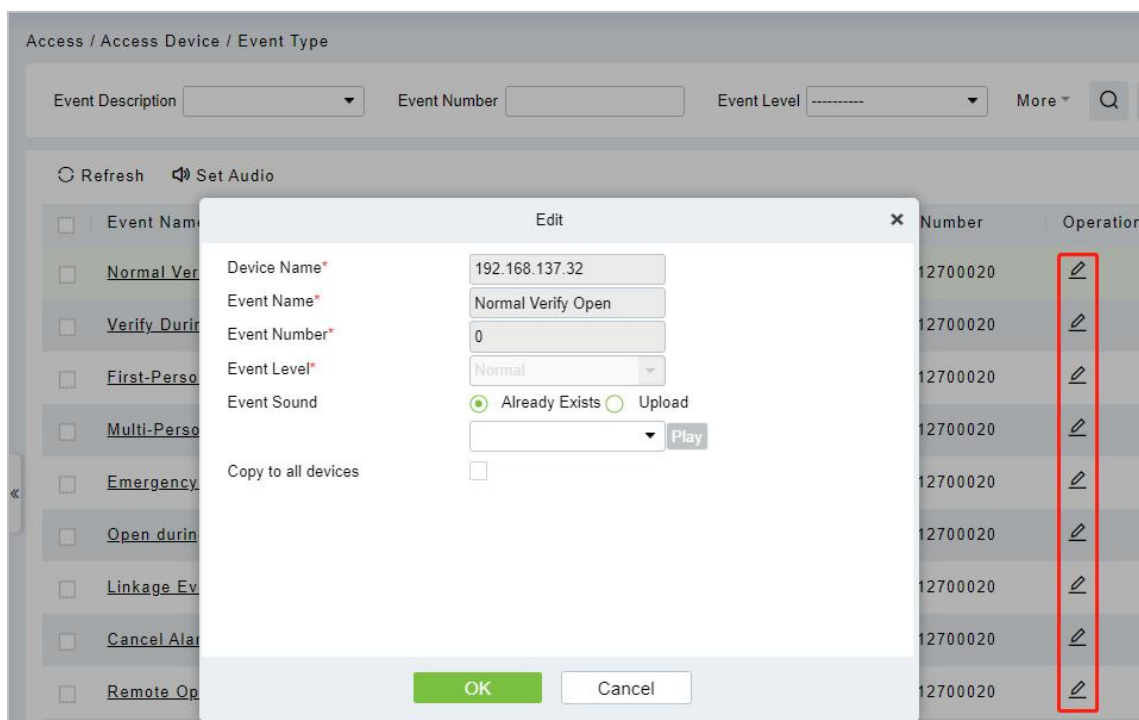 Access / Access Device / Event Type
Event Description Event Number Event Level ---------- More
Refresh Set Audio
Event Nam Edit × Number Operation
Device Name* 192.168.137.32
Normal Ver 12700020
Event Name* Normal Verify Open
Verify Durin 12700020
Event Number* 0
Event Level* Normal
First-Perso 12700020
Event Sound Already Exists Upload
Multi-Perso Play 12700020
Copy to all devices
« Emergency 12700020
Open durin 12700020
Linkage Ev 12700020
Cancel Alar 12700020
Remote Op OK Cancel 12700020